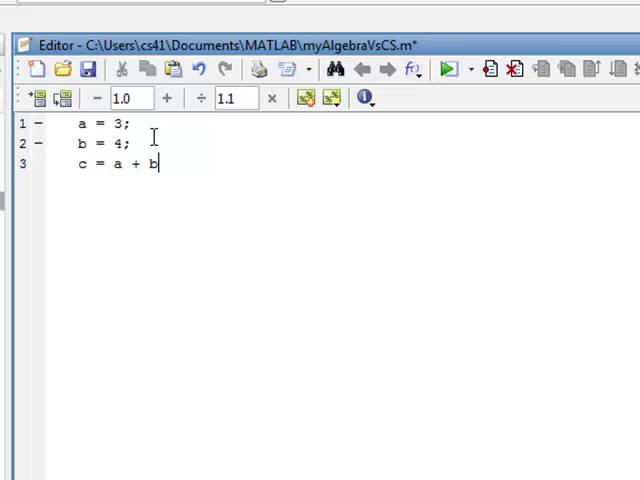 Editor - C:\Users\cs41\Documents\MATLAB\myAlgebraVsCS.m*
- 1.0 + ÷ 1.1 ×
1 - a = 3;
2 - b = 4;
3 c = a + b